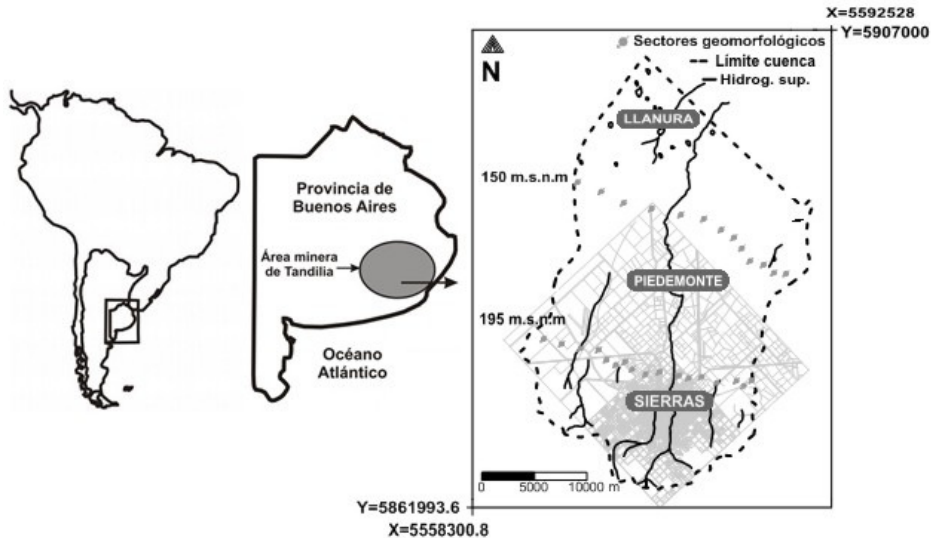 X=5592528
Y=5907000
Sectores geomorfológicos
Límite cuenca
Hidrog. sup.
N
LLANURA
150 m.s.n.m
Provincia de
Buenos Aires
Área minera
de Tandilia
PIEDEMONTE
195 m.s.n.m
Océano
Atlántico
SIERRAS
0 5000 10000 m
Y=5861993.6
X=5558300.8